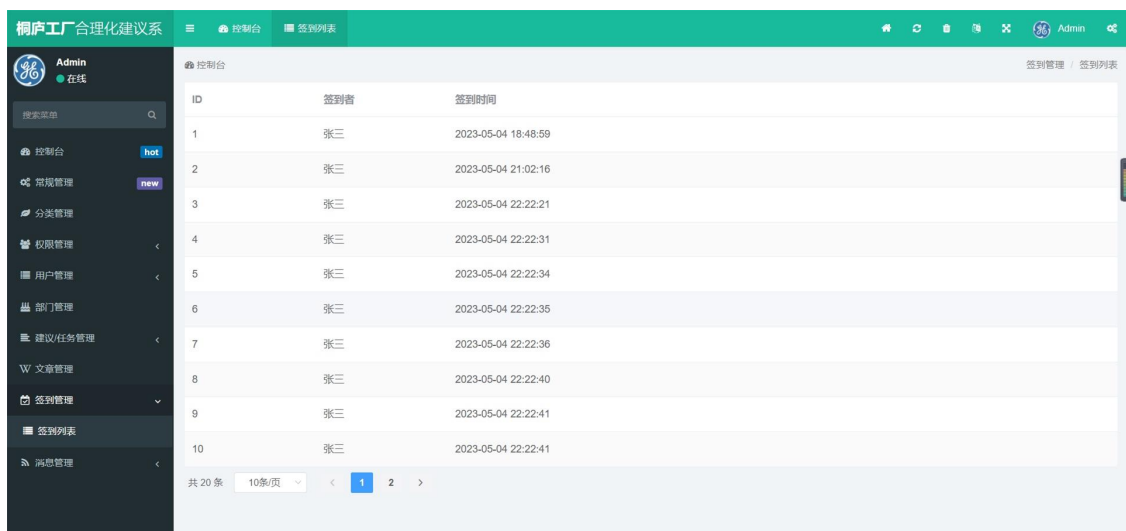 桐庐工厂合理化建议系 控制台 签到列表 Admin
Admin
在线
控制台 签到管理 / 签到列表
搜索菜单
控制台 hot
常规管理 new
分类管理
权限管理
用户管理
部门管理
建议/任务管理
文章管理
签到管理
签到列表
消息管理
ID 签到者 签到时间
1 张三 2023-05-04 18:48:59
2 张三 2023-05-04 21:02:16
3 张三 2023-05-04 22:22:21
4 张三 2023-05-04 22:22:31
5 张三 2023-05-04 22:22:34
6 张三 2023-05-04 22:22:35
7 张三 2023-05-04 22:22:36
8 张三 2023-05-04 22:22:40
9 张三 2023-05-04 22:22:41
10 张三 2023-05-04 22:22:41
共 20 条 10条/页 < 1 2 >